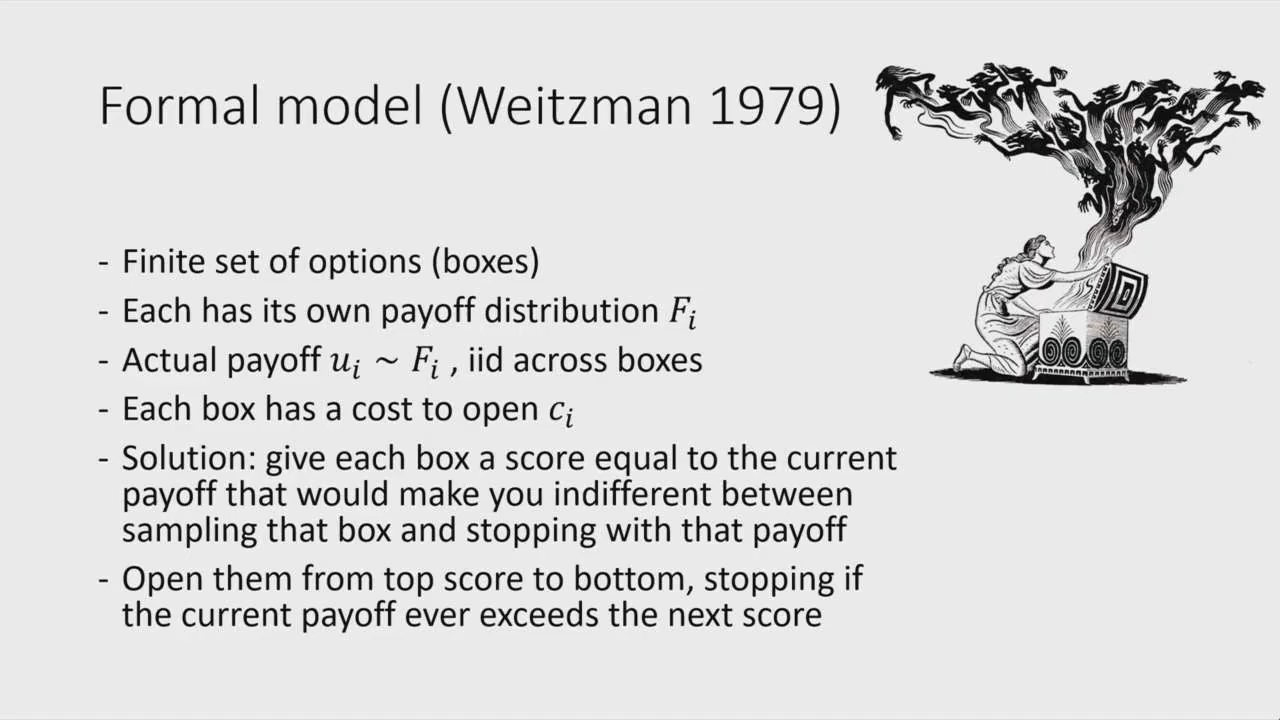 Formal model (Weitzman 1979)
- Finite set of options (boxes)
- Each has its own payoff distribution 𝐹ᵢ
- Actual payoff 𝑢ᵢ ~ 𝐹ᵢ , iid across boxes
- Each box has a cost to open 𝑐ᵢ
- Solution: give each box a score equal to the current
payoff that would make you indifferent between
sampling that box and stopping with that payoff
- Open them from top score to bottom, stopping if
the current payoff ever exceeds the next score